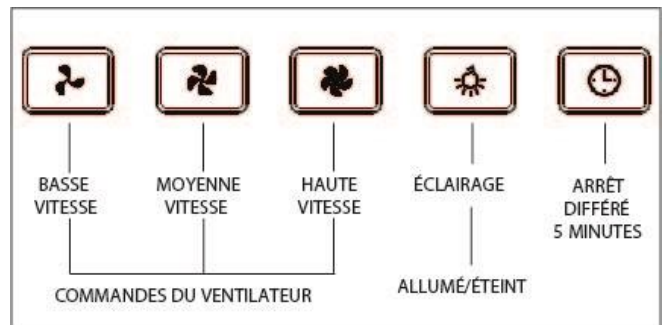 BASSE
VITESSE
MOYENNE
VITESSE
HAUTE
VITESSE
ÉCLAIRAGE
ARRÊT
DIFFÉRÉ
5 MINUTES
COMMANDES DU VENTILATEUR
ALLUMÉ/ÉTEINT